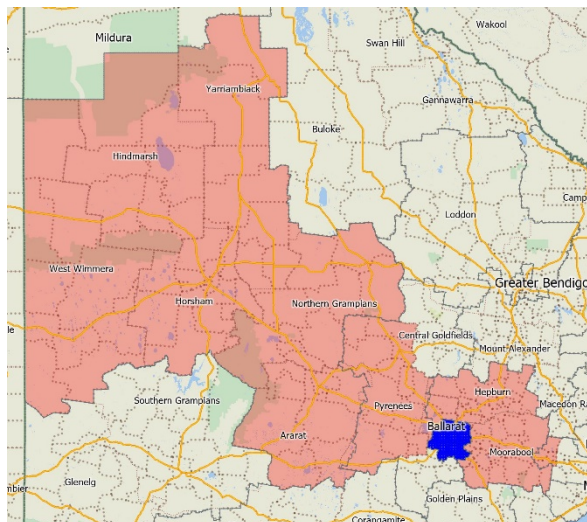 Wakool
Mildura
Swan Hill
Yarriambiack
Gannawarra
Buloke
Hindmarsh
Loddon
Camp
West Wimmera
Greater Bendigo
Horsham
Northern Grampians
Central Goldfields
Mount Alexander
Hepburn
Southern Grampians
Macedon Ra
Pyrenees
Ballarat
Ararat
Moorabool
Glenelg
Golden Plains
Corangamite